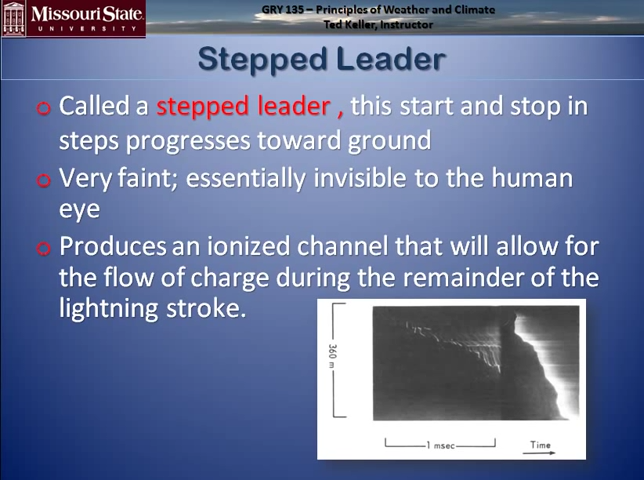 Missouri State.
UNIVERSITY
GRY 135 – Principles of Weather and Climate
Ted Keller, Instructor
Stepped Leader
Called a stepped leader , this start and stop in
steps progresses toward ground
Very faint; essentially invisible to the human
eye
Produces an ionized channel that will allow for
the flow of charge during the remainder of the
lightning stroke.
360 m
1 msec
Time